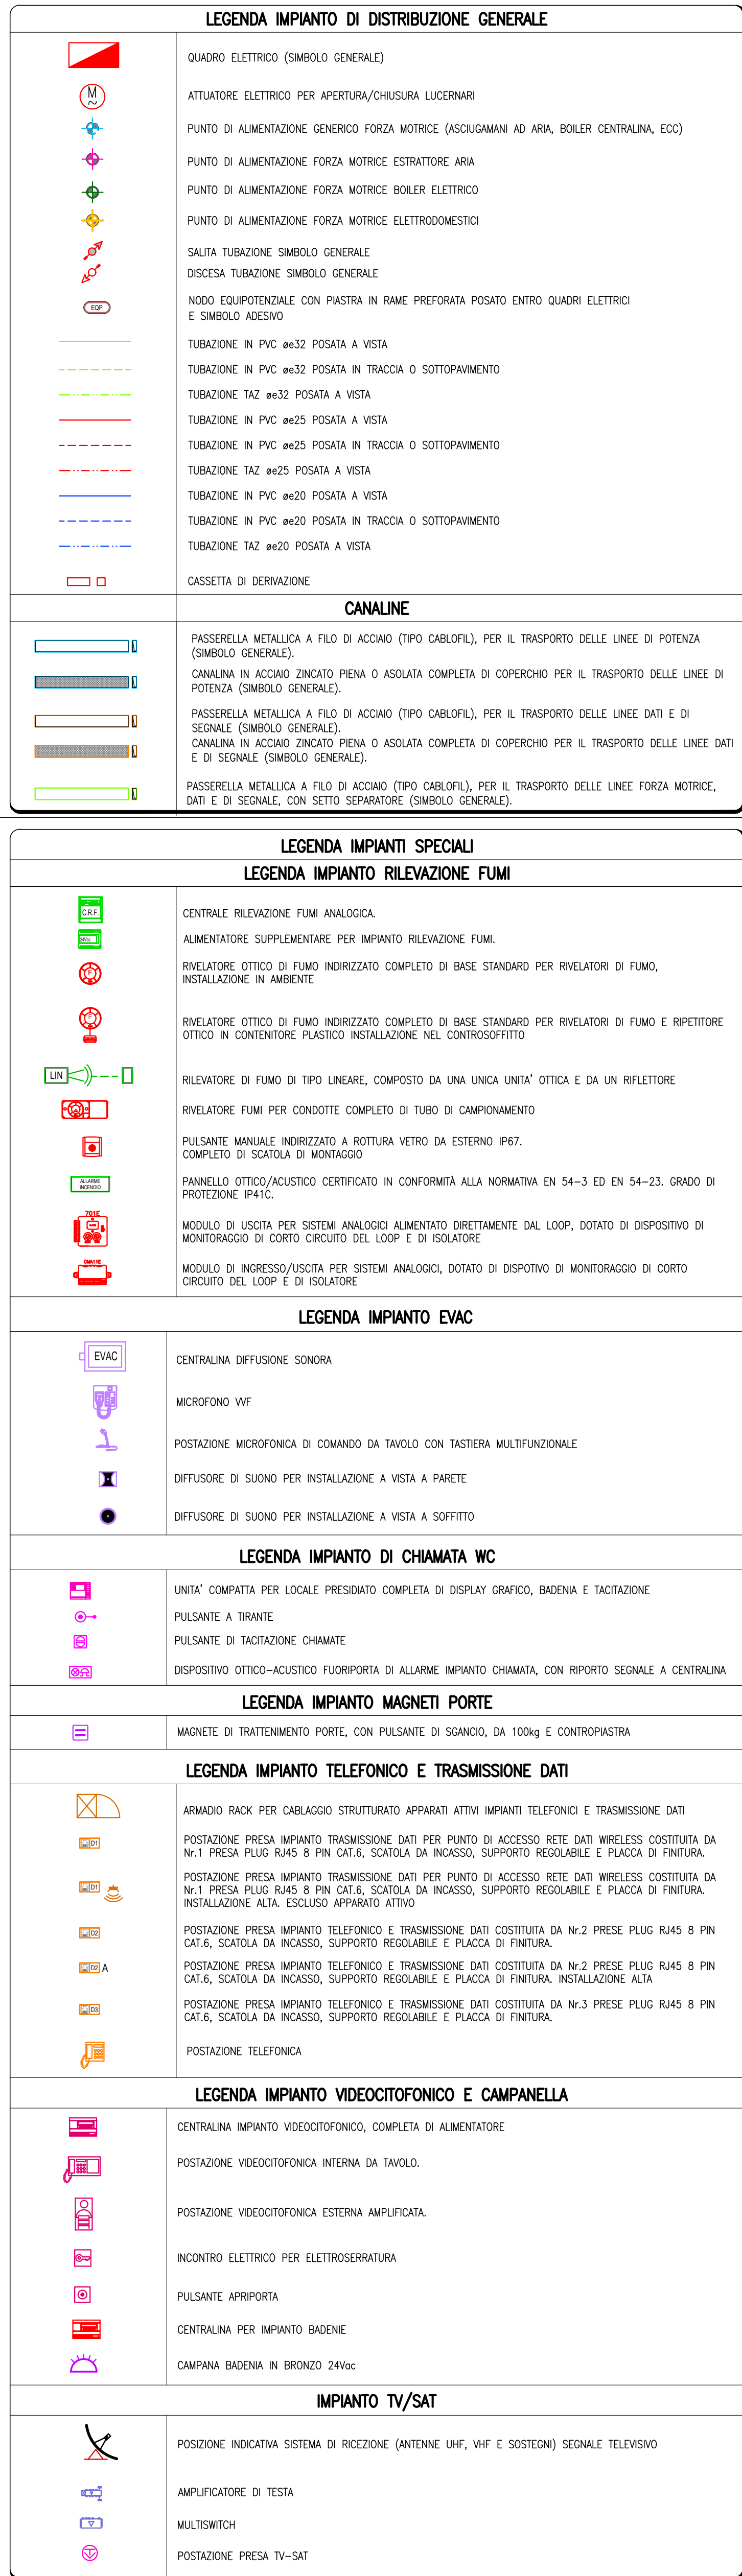 LEGENDA IMPIANTO DI DISTRIBUZIONE GENERALE
QUADRO ELETTRICO (SIMBOLO GENERALE)
M
~
ATTUATORE ELETTRICO PER APERTURA/CHIUSURA LUCERNARI
PUNTO DI ALIMENTAZIONE GENERICO FORZA MOTRICE (ASCIUGAMANI AD ARIA, BOILER CENTRALINA, ECC)
PUNTO DI ALIMENTAZIONE FORZA MOTRICE ESTRATTORE ARIA
PUNTO DI ALIMENTAZIONE FORZA MOTRICE BOILER ELETTRICO
PUNTO DI ALIMENTAZIONE FORZA MOTRICE ELETTRODOMESTICI
SALITA TUBAZIONE SIMBOLO GENERALE
DISCESA TUBAZIONE SIMBOLO GENERALE
EQP
NODO EQUIPOTENZIALE CON PIASTRA IN RAME PREFORATA POSATO ENTRO QUADRI ELETTRICI
E SIMBOLO ADESIVO
TUBAZIONE IN PVC øe32 POSATA A VISTA
TUBAZIONE IN PVC øe32 POSATA IN TRACCIA O SOTTOPAVIMENTO
TUBAZIONE TAZ øe32 POSATA A VISTA
TUBAZIONE IN PVC øe25 POSATA A VISTA
TUBAZIONE IN PVC øe25 POSATA IN TRACCIA O SOTTOPAVIMENTO
TUBAZIONE TAZ øe25 POSATA A VISTA
TUBAZIONE IN PVC øe20 POSATA A VISTA
TUBAZIONE IN PVC øe20 POSATA IN TRACCIA O SOTTOPAVIMENTO
TUBAZIONE TAZ øe20 POSATA A VISTA
CASSETTA DI DERIVAZIONE
CANALINE
PASSERELLA METALLICA A FILO DI ACCIAIO (TIPO CABLOFIL), PER IL TRASPORTO DELLE LINEE DI POTENZA
(SIMBOLO GENERALE).
CANALINA IN ACCIAIO ZINCATO PIENA O ASOLATA COMPLETA DI COPERCHIO PER IL TRASPORTO DELLE LINEE DI
POTENZA (SIMBOLO GENERALE).
PASSERELLA METALLICA A FILO DI ACCIAIO (TIPO CABLOFIL), PER IL TRASPORTO DELLE LINEE DATI E DI
SEGNALE (SIMBOLO GENERALE).
CANALINA IN ACCIAIO ZINCATO PIENA O ASOLATA COMPLETA DI COPERCHIO PER IL TRASPORTO DELLE LINEE DATI
E DI SEGNALE (SIMBOLO GENERALE).
PASSERELLA METALLICA A FILO DI ACCIAIO (TIPO CABLOFIL), PER IL TRASPORTO DELLE LINEE FORZA MOTRICE,
DATI E DI SEGNALE, CON SETTO SEPARATORE (SIMBOLO GENERALE).
LEGENDA IMPIANTI SPECIALI
LEGENDA IMPIANTO RILEVAZIONE FUMI
C.R.F.
CENTRALE RILEVAZIONE FUMI ANALOGICA.
ALIMENTATORE SUPPLEMENTARE PER IMPIANTO RILEVAZIONE FUMI.
F
RIVELATORE OTTICO DI FUMO INDIRIZZATO COMPLETO DI BASE STANDARD PER RIVELATORI DI FUMO,
INSTALLAZIONE IN AMBIENTE
F
RIVELATORE OTTICO DI FUMO INDIRIZZATO COMPLETO DI BASE STANDARD PER RIVELATORI DI FUMO E RIPETITORE
OTTICO IN CONTENITORE PLASTICO INSTALLAZIONE NEL CONTROSOFFITTO
LIN
RILEVATORE DI FUMO DI TIPO LINEARE, COMPOSTO DA UNA UNICA UNITA' OTTICA E DA UN RIFLETTORE
RIVELATORE FUMI PER CONDOTTE COMPLETO DI TUBO DI CAMPIONAMENTO
PULSANTE MANUALE INDIRIZZATO A ROTTURA VETRO DA ESTERNO IP67.
COMPLETO DI SCATOLA DI MONTAGGIO
ALLARME
INCENDIO
PANNELLO OTTICO/ACUSTICO CERTIFICATO IN CONFORMITÀ ALLA NORMATIVA EN 54-3 ED EN 54-23. GRADO DI
PROTEZIONE IP41C.
701E
MODULO DI USCITA PER SISTEMI ANALOGICI ALIMENTATO DIRETTAMENTE DAL LOOP, DOTATO DI DISPOSITIVO DI
MONITORAGGIO DI CORTO CIRCUITO DEL LOOP E DI ISOLATORE
CMA11E
MODULO DI INGRESSO/USCITA PER SISTEMI ANALOGICI, DOTATO DI DISPOTIVO DI MONITORAGGIO DI CORTO
CIRCUITO DEL LOOP E DI ISOLATORE
LEGENDA IMPIANTO EVAC
EVAC
CENTRALINA DIFFUSIONE SONORA
MICROFONO VVF
POSTAZIONE MICROFONICA DI COMANDO DA TAVOLO CON TASTIERA MULTIFUNZIONALE
DIFFUSORE DI SUONO PER INSTALLAZIONE A VISTA A PARETE
DIFFUSORE DI SUONO PER INSTALLAZIONE A VISTA A SOFFITTO
LEGENDA IMPIANTO DI CHIAMATA WC
UNITA' COMPATTA PER LOCALE PRESIDIATO COMPLETA DI DISPLAY GRAFICO, BADENIA E TACITAZIONE
PULSANTE A TIRANTE
PULSANTE DI TACITAZIONE CHIAMATE
DISPOSITIVO OTTICO-ACUSTICO FUORIPORTA DI ALLARME IMPIANTO CHIAMATA, CON RIPORTO SEGNALE A CENTRALINA
LEGENDA IMPIANTO MAGNETI PORTE
MAGNETE DI TRATTENIMENTO PORTE, CON PULSANTE DI SGANCIO, DA 100kg E CONTROPIASTRA
LEGENDA IMPIANTO TELEFONICO E TRASMISSIONE DATI
ARMADIO RACK PER CABLAGGIO STRUTTURATO APPARATI ATTIVI IMPIANTI TELEFONICI E TRASMISSIONE DATI
D1
POSTAZIONE PRESA IMPIANTO TRASMISSIONE DATI PER PUNTO DI ACCESSO RETE DATI WIRELESS COSTITUITA DA
Nr.1 PRESA PLUG RJ45 8 PIN CAT.6, SCATOLA DA INCASSO, SUPPORTO REGOLABILE E PLACCA DI FINITURA.
D1
POSTAZIONE PRESA IMPIANTO TRASMISSIONE DATI PER PUNTO DI ACCESSO RETE DATI WIRELESS COSTITUITA DA
Nr.1 PRESA PLUG RJ45 8 PIN CAT.6, SCATOLA DA INCASSO, SUPPORTO REGOLABILE E PLACCA DI FINITURA.
INSTALLAZIONE ALTA. ESCLUSO APPARATO ATTIVO
D2
POSTAZIONE PRESA IMPIANTO TELEFONICO E TRASMISSIONE DATI COSTITUITA DA Nr.2 PRESE PLUG RJ45 8 PIN
CAT.6, SCATOLA DA INCASSO, SUPPORTO REGOLABILE E PLACCA DI FINITURA.
D2 A
POSTAZIONE PRESA IMPIANTO TELEFONICO E TRASMISSIONE DATI COSTITUITA DA Nr.2 PRESE PLUG RJ45 8 PIN
CAT.6, SCATOLA DA INCASSO, SUPPORTO REGOLABILE E PLACCA DI FINITURA. INSTALLAZIONE ALTA
D3
POSTAZIONE PRESA IMPIANTO TELEFONICO E TRASMISSIONE DATI COSTITUITA DA Nr.3 PRESE PLUG RJ45 8 PIN
CAT.6, SCATOLA DA INCASSO, SUPPORTO REGOLABILE E PLACCA DI FINITURA.
POSTAZIONE TELEFONICA
LEGENDA IMPIANTO VIDEOCITOFONICO E CAMPANELLA
CENTRALINA IMPIANTO VIDEOCITOFONICO, COMPLETA DI ALIMENTATORE
POSTAZIONE VIDEOCITOFONICA INTERNA DA TAVOLO.
POSTAZIONE VIDEOCITOFONICA ESTERNA AMPLIFICATA.
INCONTRO ELETTRICO PER ELETTROSERRATURA
PULSANTE APRIPORTA
CENTRALINA PER IMPIANTO BADENIE
CAMPANA BADENIA IN BRONZO 24Vac
IMPIANTO TV/SAT
POSIZIONE INDICATIVA SISTEMA DI RICEZIONE (ANTENNE UHF, VHF E SOSTEGNI) SEGNALE TELEVISIVO
AMPLIFICATORE DI TESTA
MULTISWITCH
POSTAZIONE PRESA TV-SAT